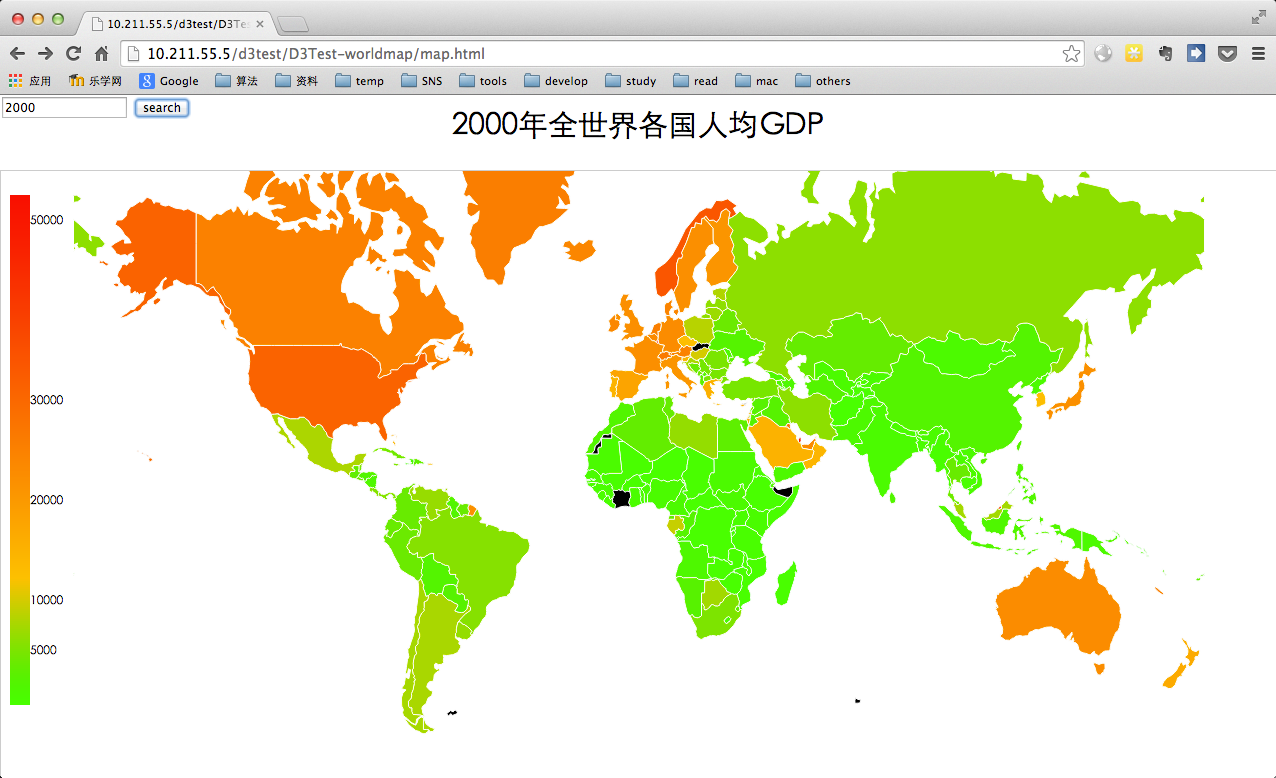 10.211.55.5/d3test/D3Te
10.211.55.5/d3test/D3Test-worldmap/map.html
应用 乐学网 Google 算法 资料 temp SNS tools develop study read mac others
2000 search
2000年全世界各国人均GDP
50000
30000
20000
10000
5000